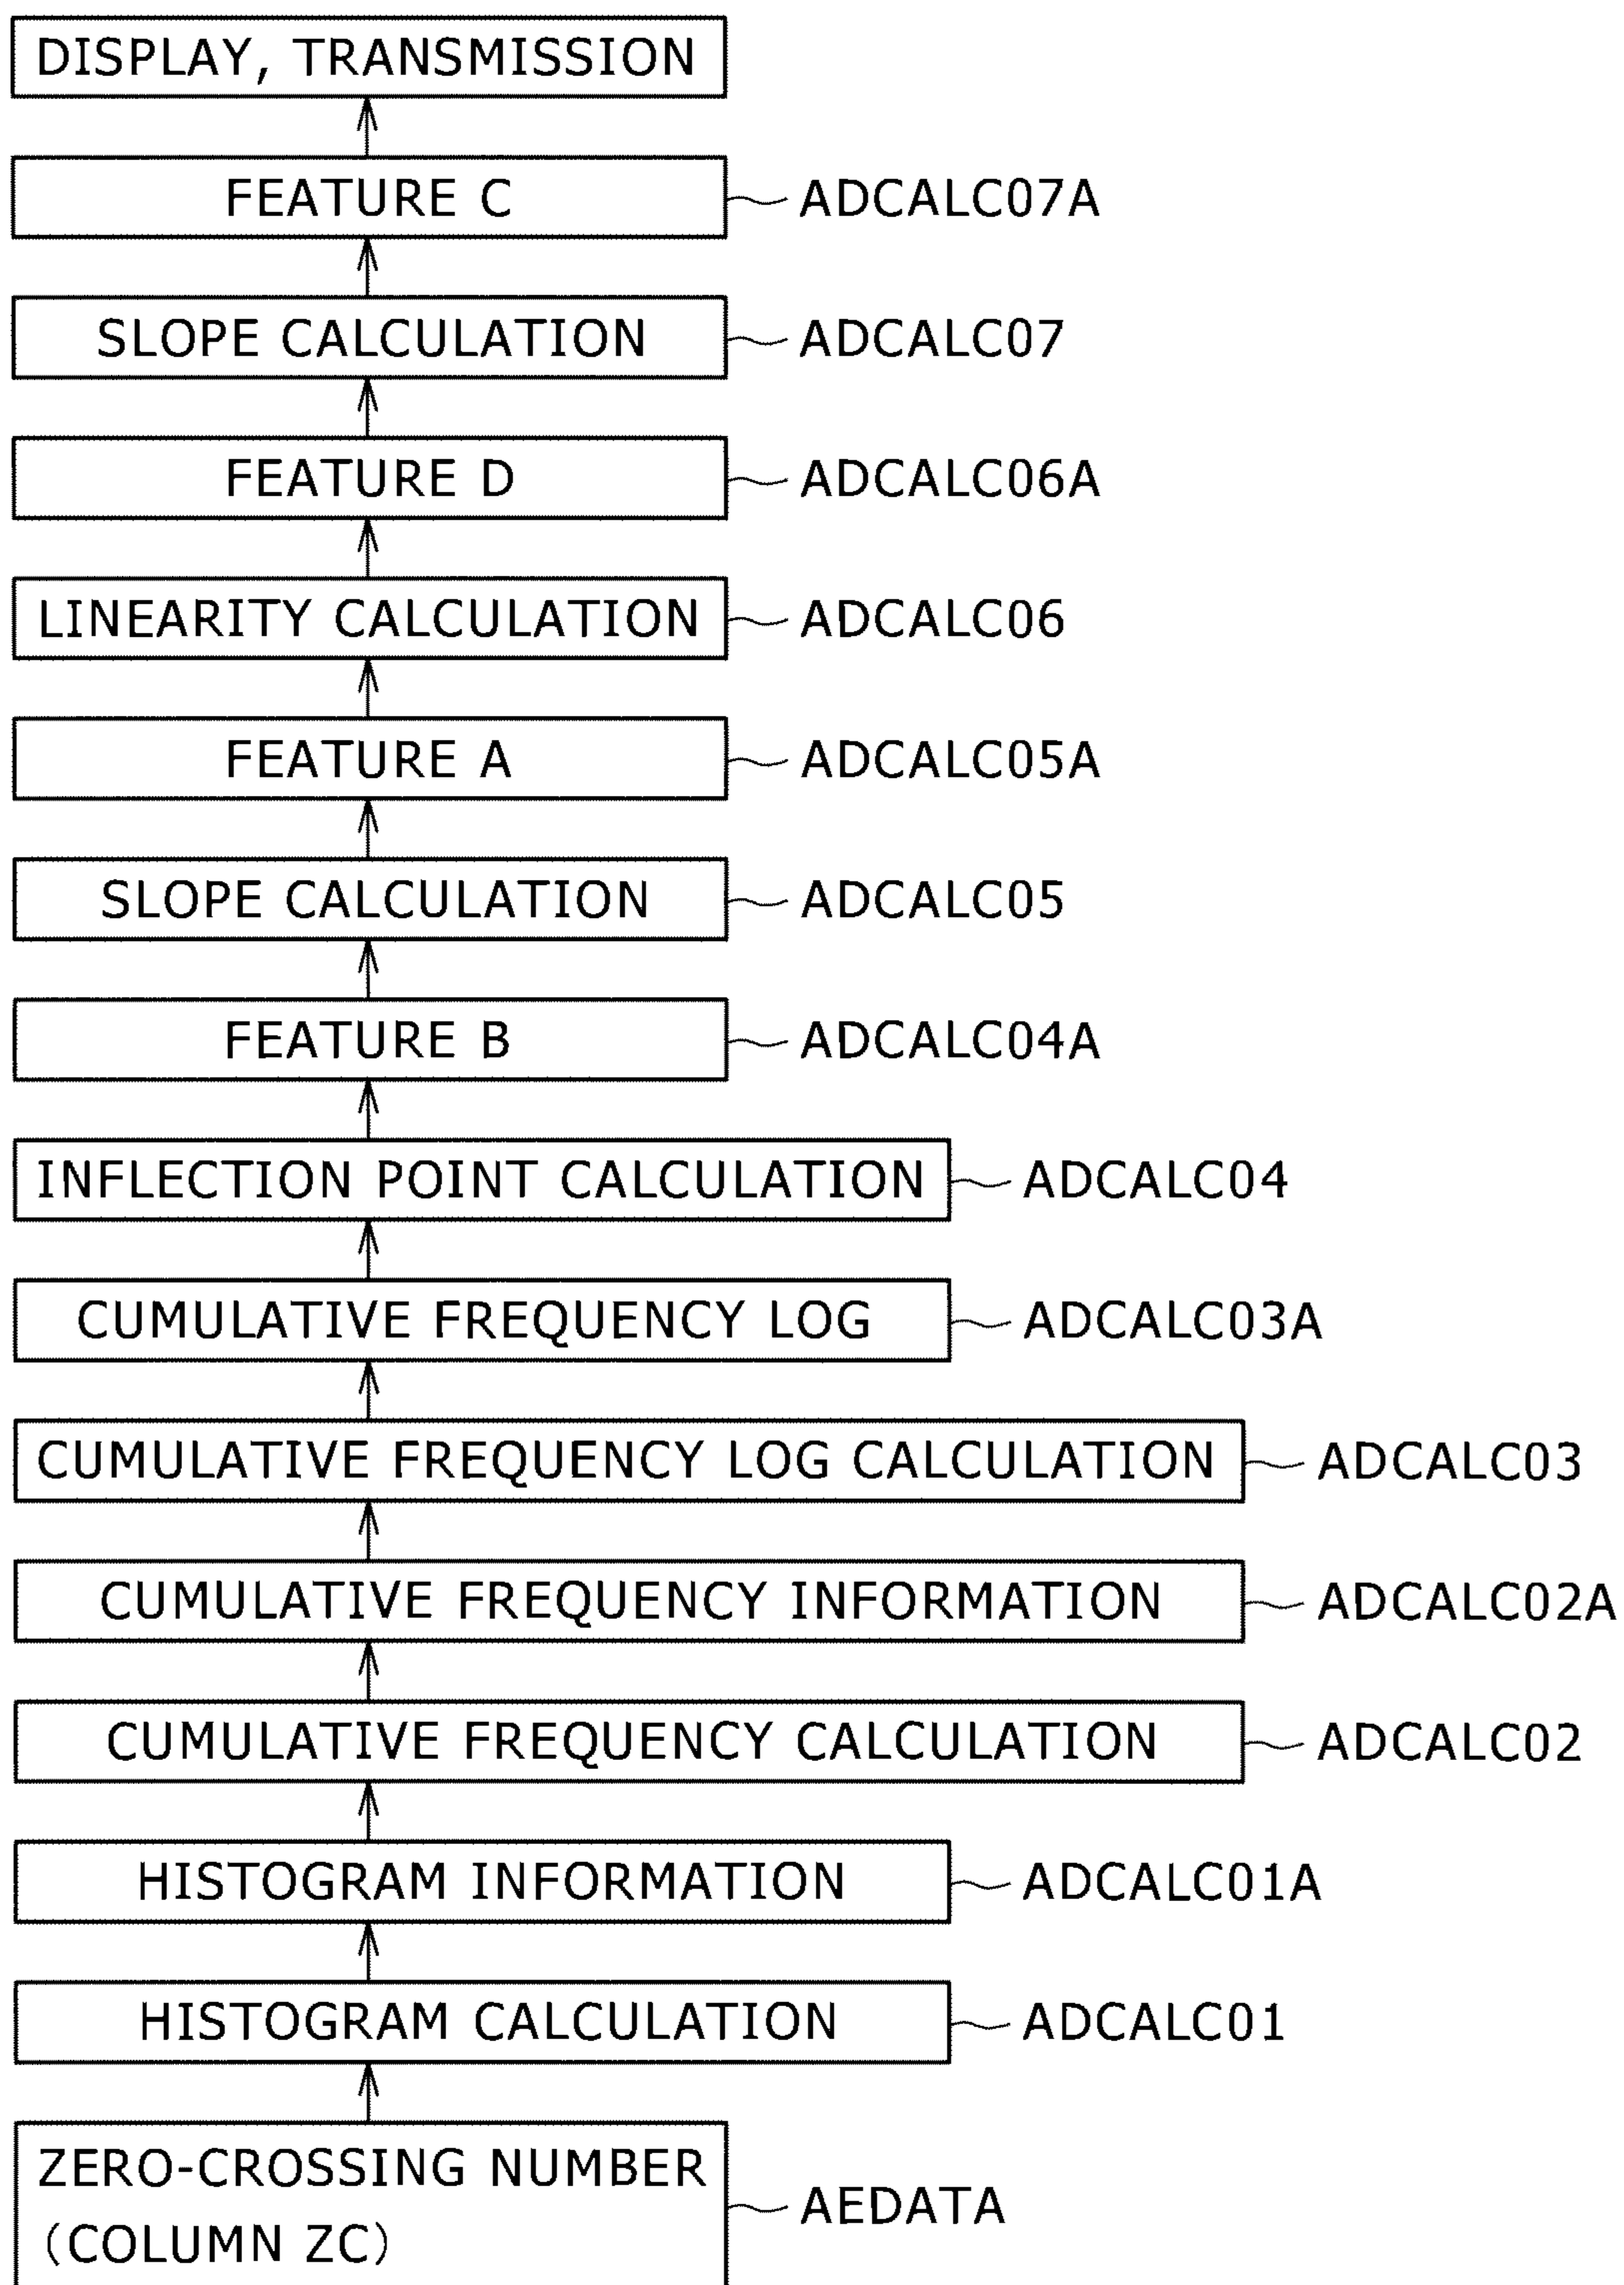 DISPLAY, TRANSMISSION
FEATURE C ADCALC07A
SLOPE CALCULATION ADCALC07
FEATURE D ADCALC06A
LINEARITY CALCULATION ADCALC06
FEATURE A ADCALC05A
SLOPE CALCULATION ADCALC05
FEATURE B ADCALC04A
INFLECTION POINT CALCULATION ADCALC04
CUMULATIVE FREQUENCY LOG ADCALC03A
CUMULATIVE FREQUENCY LOG CALCULATION ADCALC03
CUMULATIVE FREQUENCY INFORMATION ADCALC02A
CUMULATIVE FREQUENCY CALCULATION ADCALC02
HISTOGRAM INFORMATION ADCALC01A
HISTOGRAM CALCULATION ADCALC01
ZERO-CROSSING NUMBER
(COLUMN ZC)
AEDATA